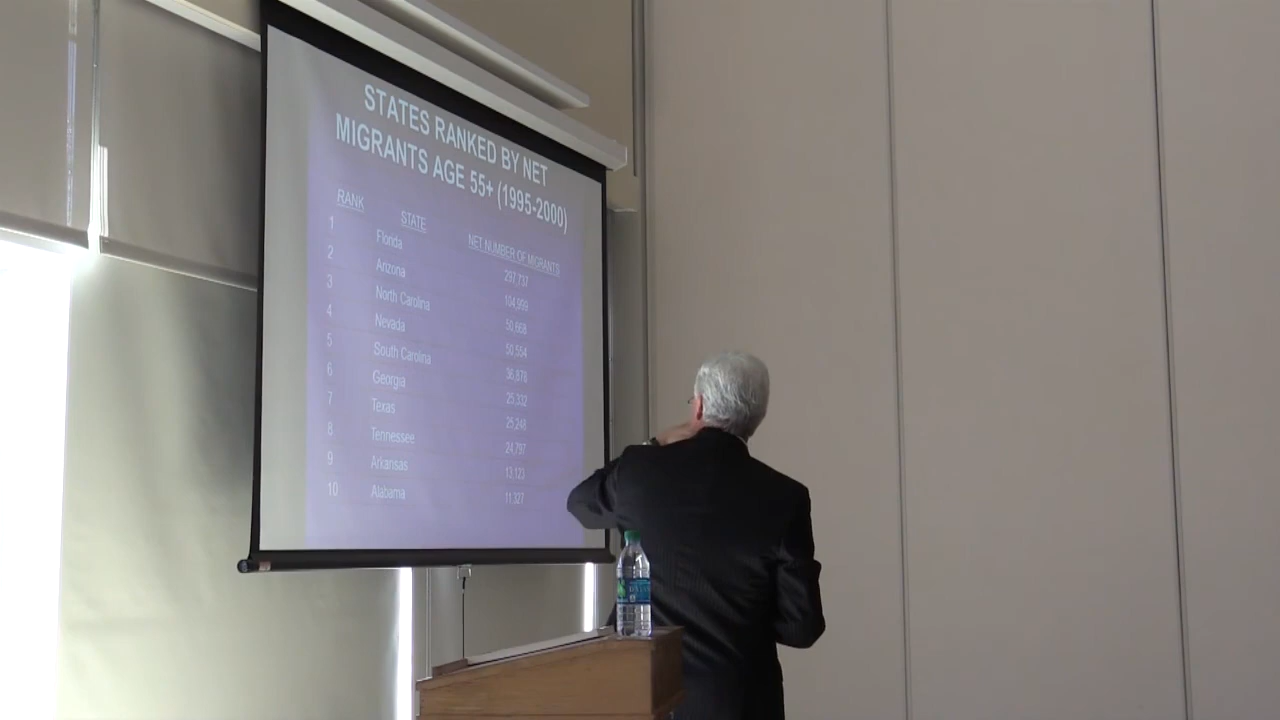 STATES RANKED BY NET
MIGRANTS AGE 55+ (1995-2000)
RANK STATE NET NUMBER OF MIGRANTS
1 Florida 297,737
2 Arizona 104,999
3 North Carolina 50,668
4 Nevada 50,554
5 South Carolina 36,878
6 Georgia 25,332
7 Texas 25,248
8 Tennessee 24,797
9 Arkansas 13,123
10 Alabama 11,327